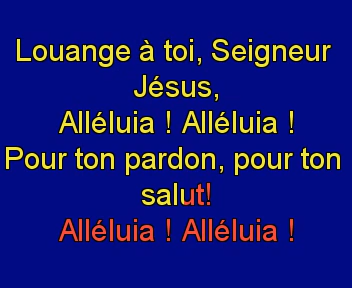 Louange à toi, Seigneur
Jésus,
Alléluia ! Alléluia !
Pour ton pardon, pour ton
salut!
Alléluia ! Alléluia !